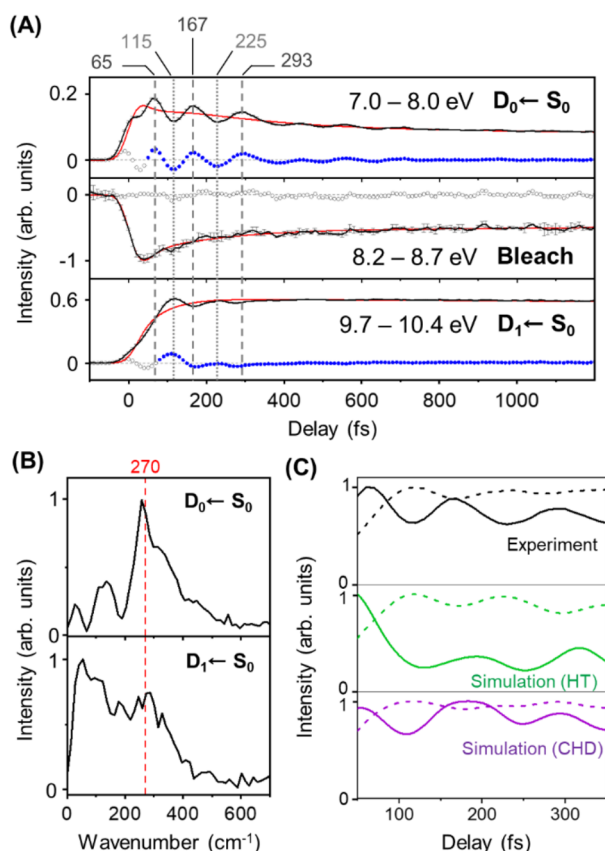 (A)
167
115
225
65
293
0.2
7.0 – 8.0 eV D₀← S₀
0
0
8.2 – 8.7 eV Bleach
-1
0.6
9.7 – 10.4 eV D₁← S₀
0
Intensity (arb. units)
0 200 400 600 800 1000
Delay (fs)
(B)
270
D₀← S₀
1
0
D₁← S₀
1
0
Intensity (arb. units)
0 200 400 600
Wavenumber (cm⁻¹)
(C)
1
Experiment
0
1
Simulation (HT)
0
1
Simulation (CHD)
0
Intensity (arb. units)
100 200 300
Delay (fs)